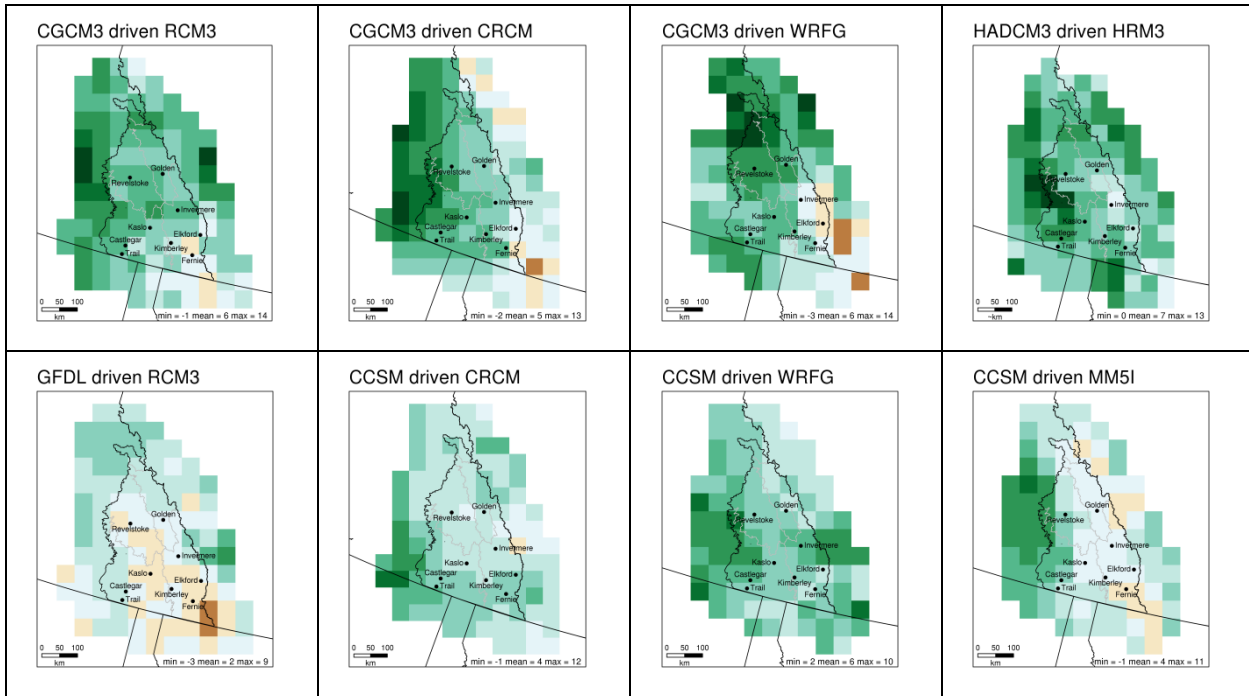 CGCM3 driven RCM3
Golden
Revelstoke
Invermere
Kaslo
Elkford
Castlegar
Kimberley
Trail
Fernie
0 50 100
km
min = -1 mean = 6 max = 14
CGCM3 driven CRCM
Golden
Revelstoke
Invermere
Kaslo
Elkford
Castlegar
Kimberley
Trail
Fernie
0 50 100
km
min = -2 mean = 5 max = 13
CGCM3 driven WRFG
Golden
Revelstoke
Invermere
Kaslo
Elkford
Castlegar
Kimberley
Trail
Fernie
0 50 100
km
min = -3 mean = 6 max = 14
HADCM3 driven HRM3
Golden
Revelstoke
Invermere
Kaslo
Elkford
Castlegar
Kimberley
Trail
Fernie
0 50 100
~km
min = 0 mean = 7 max = 13
GFDL driven RCM3
Golden
Revelstoke
Invermere
Kaslo
Elkford
Castlegar
Kimberley
Trail
Fernie
0 50 100
km
min = -3 mean = 2 max = 9
CCSM driven CRCM
Golden
Revelstoke
Invermere
Kaslo
Elkford
Castlegar
Kimberley
Trail
Fernie
0 50 100
km
min = -1 mean = 4 max = 12
CCSM driven WRFG
Golden
Revelstoke
Invermere
Kaslo
Elkford
Castlegar
Kimberley
Trail
Fernie
0 50 100
km
min = 2 mean = 6 max = 10
CCSM driven MM5I
Golden
Revelstoke
Invermere
Kaslo
Elkford
Castlegar
Kimberley
Trail
Fernie
0 50 100
km
min = -1 mean = 4 max = 11